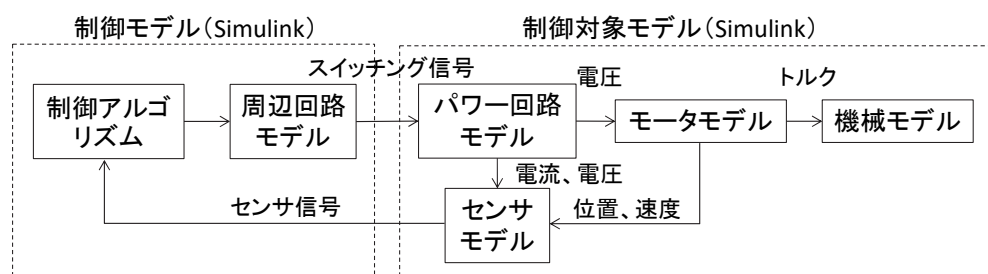 制御モデル（Simulink）
制御対象モデル（Simulink）
スイッチング信号
電圧
トルク
制御アルゴ
リズム
周辺回路
モデル
パワー回路
モデル
モータモデル
機械モデル
電流、電圧
センサ信号
センサ
モデル
位置、速度